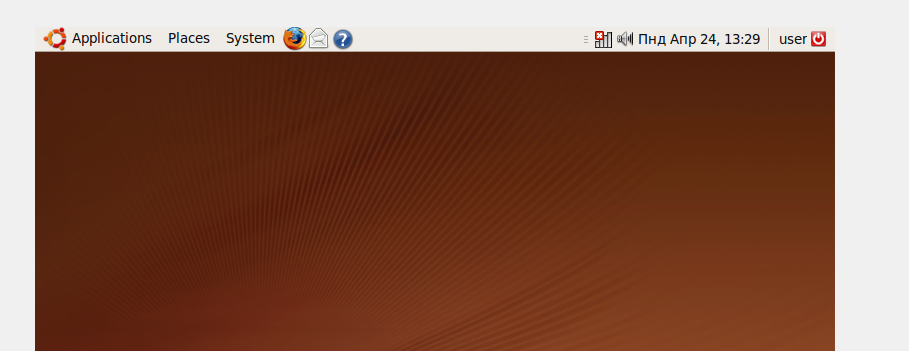 Applications Places System Пнд Апр 24, 13:29 user